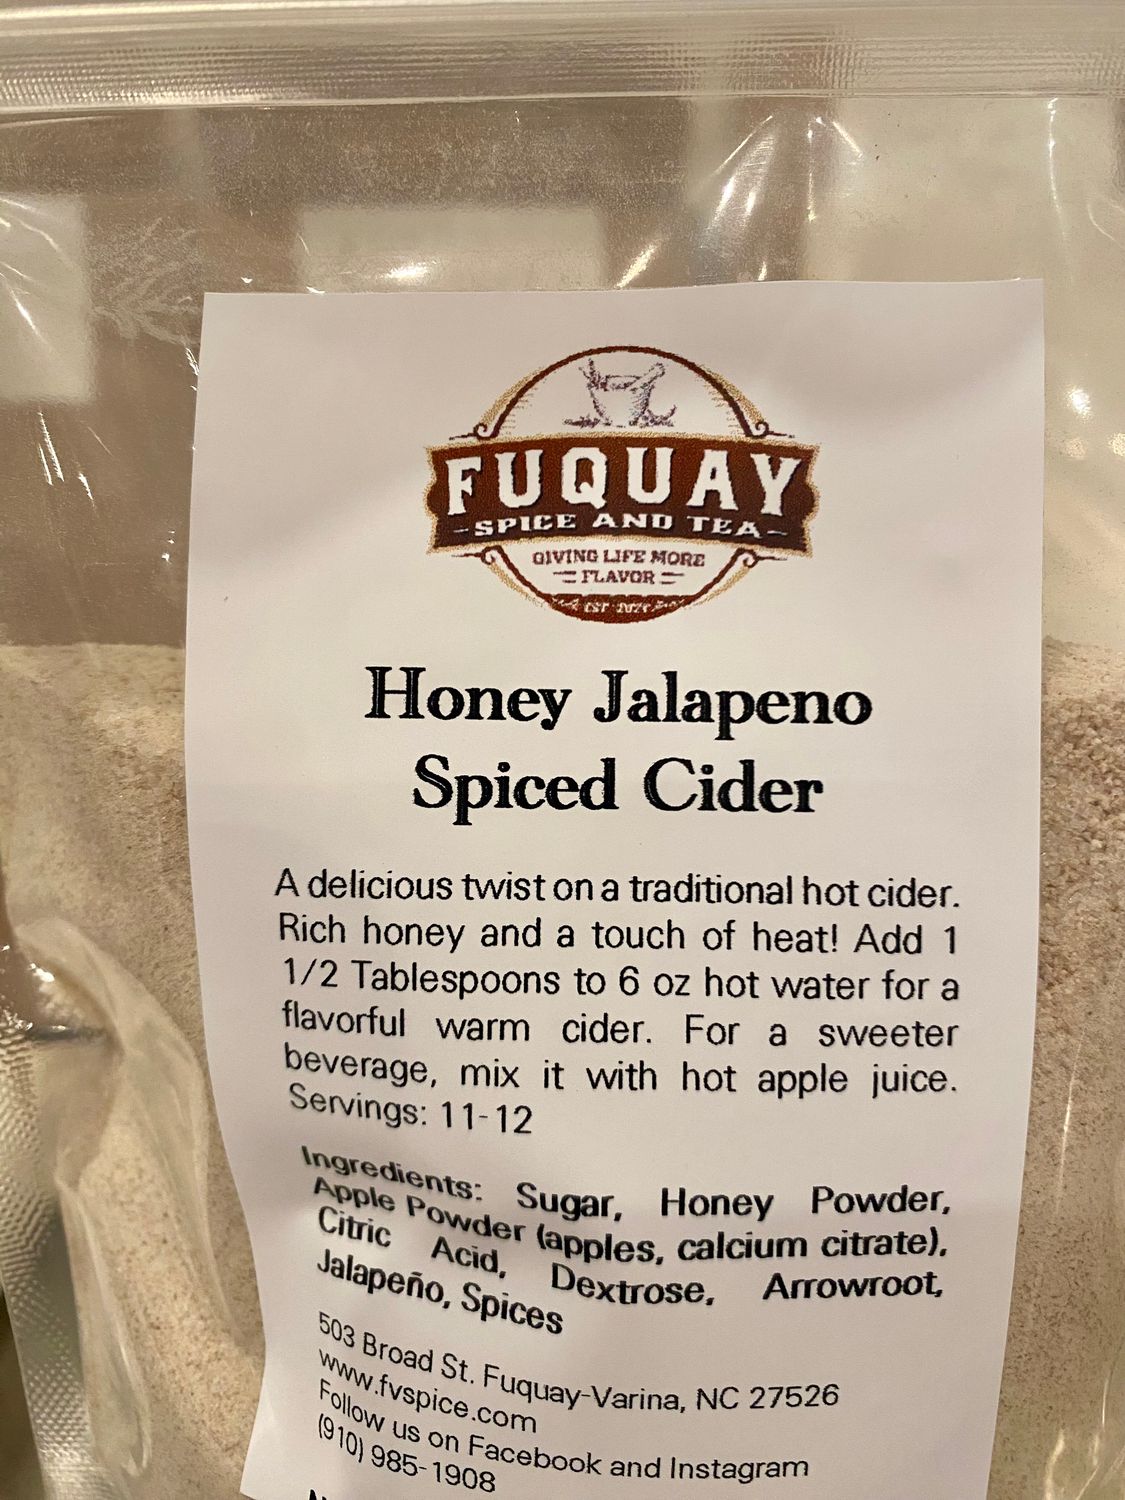 FUQUAY
-SPICE AND TEA-
GIVING LIFE MORE
FLAVOR
EST 2021
Honey Jalapeno
Spiced Cider
A delicious twist on a traditional hot cider.
Rich honey and a touch of heat! Add 1
1/2 Tablespoons to 6 oz hot water for a
flavorful warm cider. For a sweeter
beverage, mix it with hot apple juice.
Servings: 11-12
Ingredients: Sugar, Honey Powder,
Apple Powder (apples, calcium citrate),
Citric Acid, Dextrose, Arrowroot,
Jalapeño, Spices
503 Broad St. Fuquay-Varina, NC 27526
www.fvspice.com
Follow us on Facebook and Instagram
(910) 985-1908